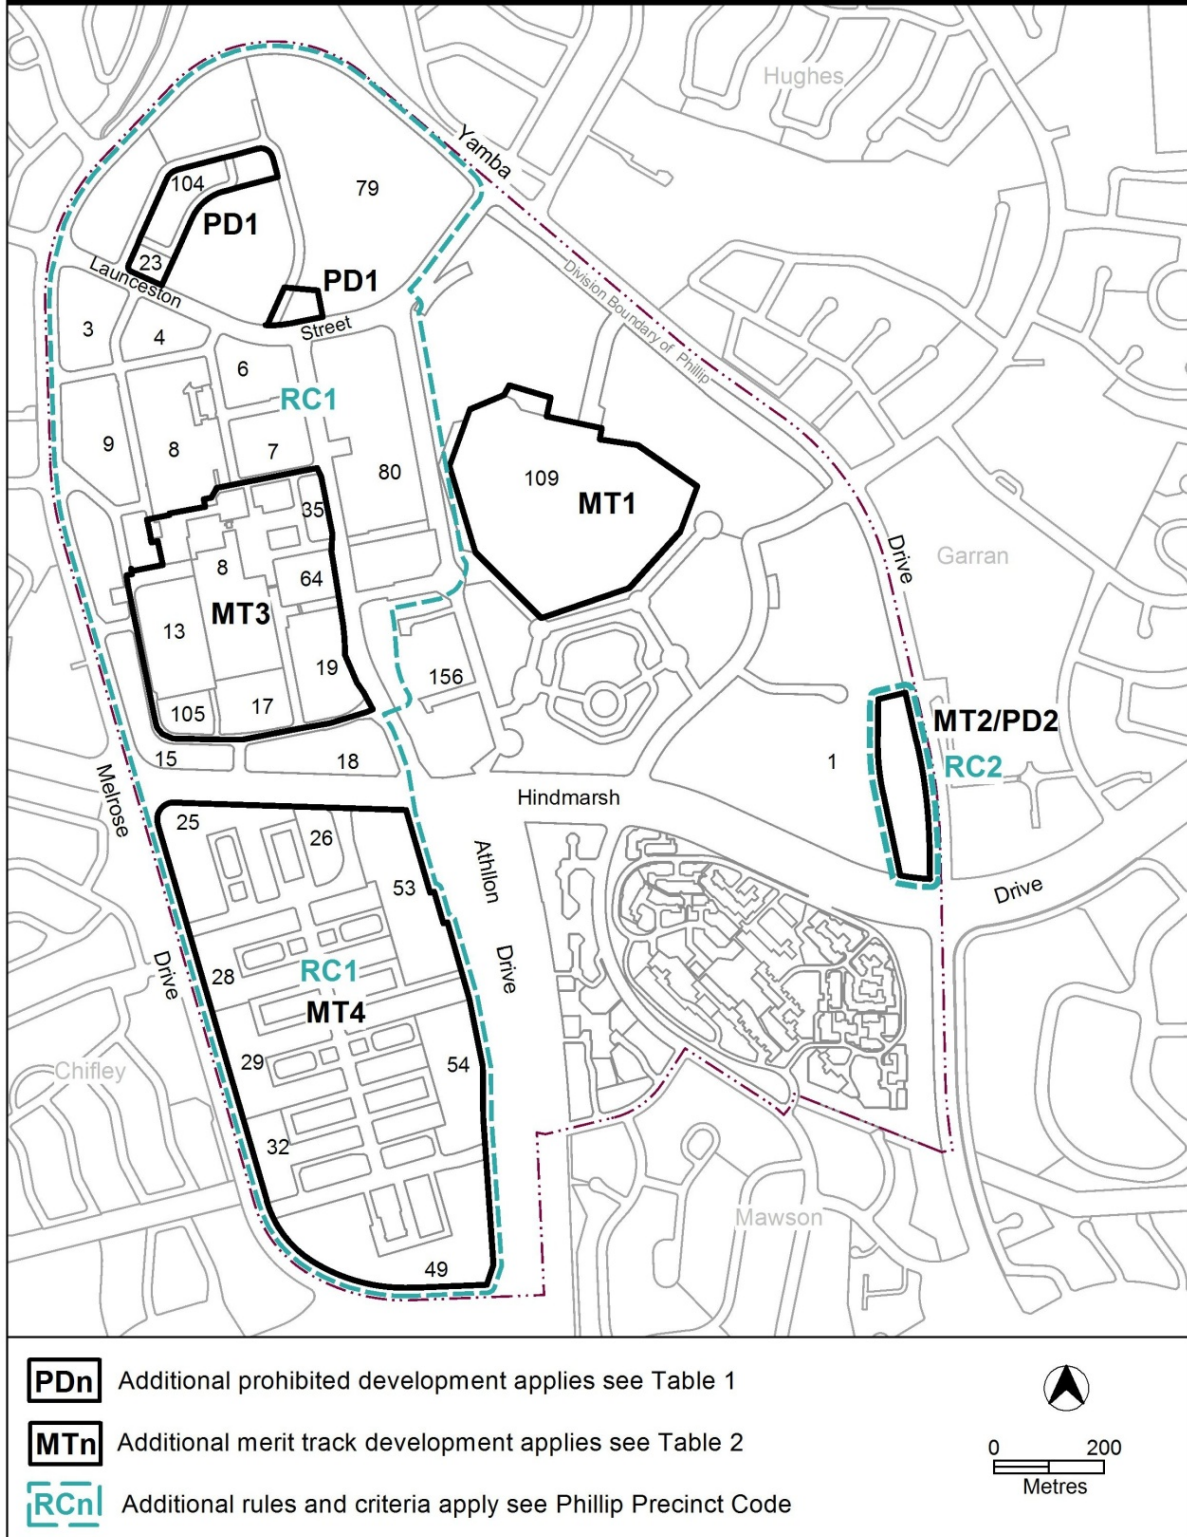 Hughes
Yamba
104
79
PD1
23
Launceston
PD1
Street
Division Boundary of Phillip
3
4
6
RC1
9
8
7
80
109
MT1
35
Drive
Garran
8
64
MT3
13
19
156
105
17
MT2/PD2
RC2
15
18
1
Melrose
Hindmarsh
25
26
Athllon
53
Drive
Drive
Drive
28
RC1
MT4
29
54
Chifley
32
Mawson
49
PDn Additional prohibited development applies see Table 1
MTn Additional merit track development applies see Table 2
0 200
Metres
RCn Additional rules and criteria apply see Phillip Precinct Code